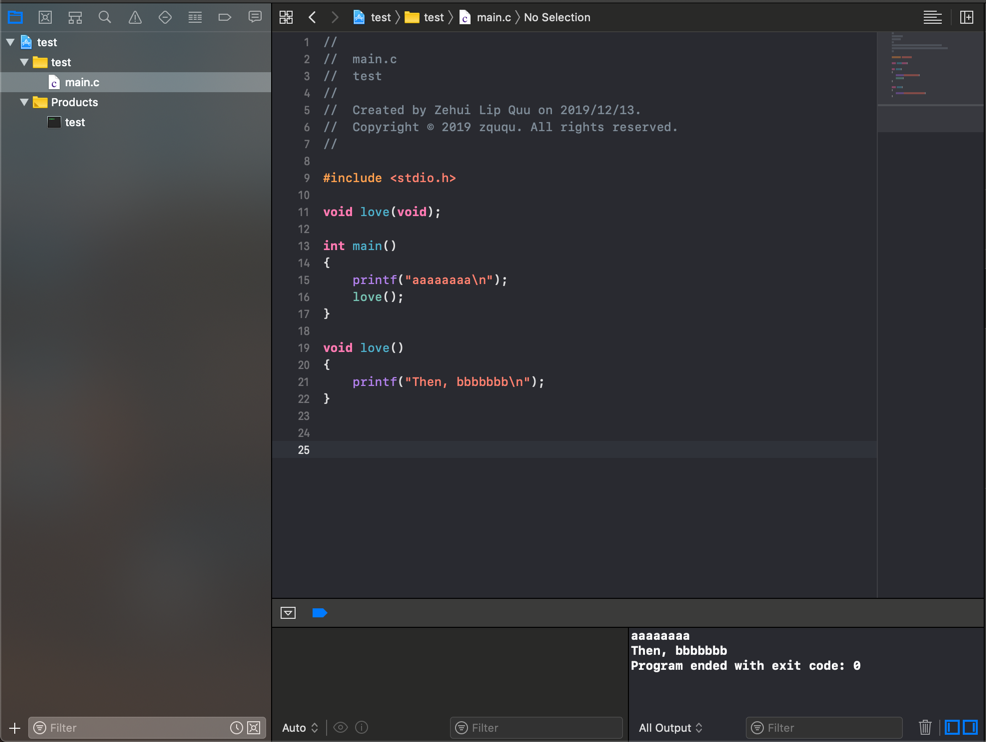 test
test
main.c
Products
test
Filter
test
test
main.c
No Selection
1 //
2 //  main.c
3 //  test
4 //
5 //  Created by Zehui Lip Quu on 2019/12/13.
6 //  Copyright © 2019 zququ. All rights reserved.
7 //
8
9 #include <stdio.h>
10
11 void love(void);
12
13 int main()
14 {
15     printf("aaaaaaaa\n");
16     love();
17 }
18
19 void love()
20 {
21     printf("Then, bbbbbbb\n");
22 }
23
24
25
Auto
Filter
aaaaaaaa
Then, bbbbbbb
Program ended with exit code: 0
All Output
Filter